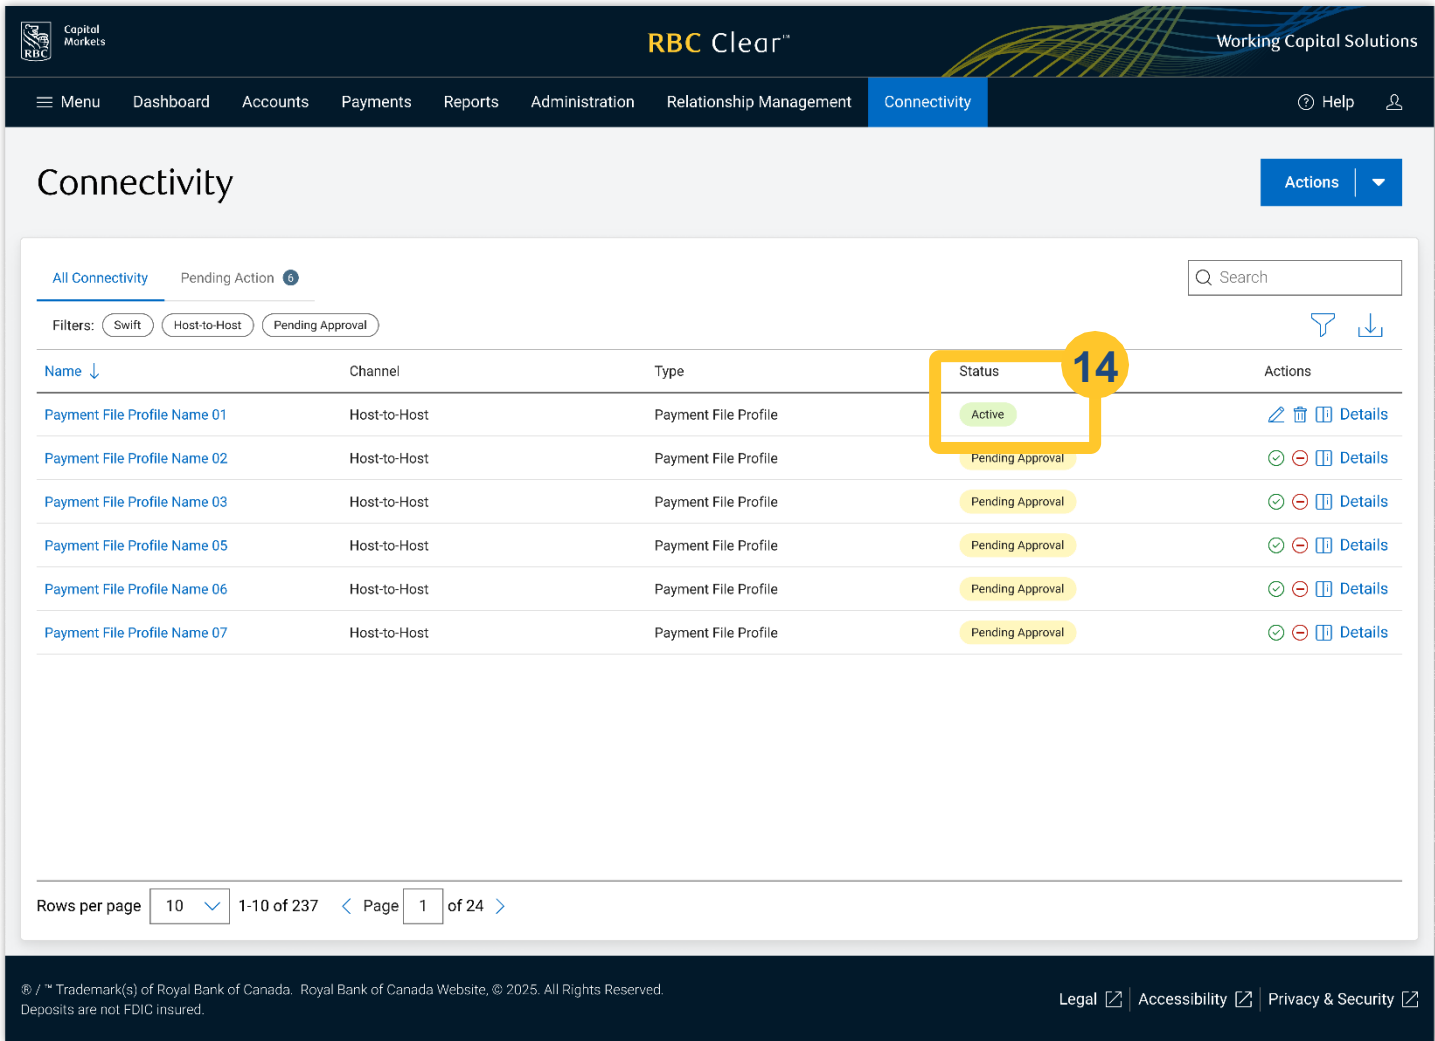 RBC
Capital
Markets
RBC Clear™
Working Capital Solutions
Menu Dashboard Accounts Payments Reports Administration Relationship Management Connectivity Help
Connectivity
Actions
All Connectivity Pending Action 6
Search
Filters: Swift Host-to-Host Pending Approval
14
Name Channel Type Status Actions
Payment File Profile Name 01 Host-to-Host Payment File Profile Active Details
Payment File Profile Name 02 Host-to-Host Payment File Profile Pending Approval Details
Payment File Profile Name 03 Host-to-Host Payment File Profile Pending Approval Details
Payment File Profile Name 05 Host-to-Host Payment File Profile Pending Approval Details
Payment File Profile Name 06 Host-to-Host Payment File Profile Pending Approval Details
Payment File Profile Name 07 Host-to-Host Payment File Profile Pending Approval Details
Rows per page 10 1-10 of 237 Page 1 of 24
® / ™ Trademark(s) of Royal Bank of Canada. Royal Bank of Canada Website, © 2025. All Rights Reserved.
Deposits are not FDIC insured.
Legal Accessibility Privacy & Security